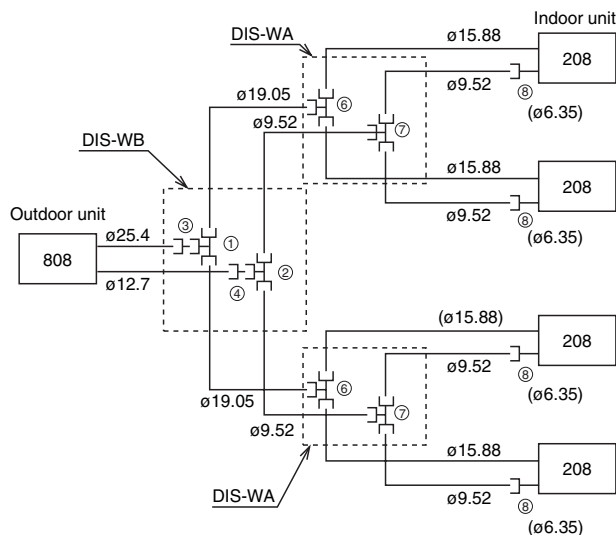 Indoor unit
DIS-WA
ø15.88
208
ø9.52
⑧
(ø6.35)
ø19.05
⑥
ø9.52
⑦
DIS-WB
ø15.88
208
ø9.52
⑧
(ø6.35)
Outdoor unit
808
ø25.4
③
①
ø12.7
④
②
(ø15.88)
208
ø9.52
⑧
(ø6.35)
ø19.05
⑥
ø9.52
⑦
ø15.88
208
ø9.52
⑧
(ø6.35)
DIS-WA